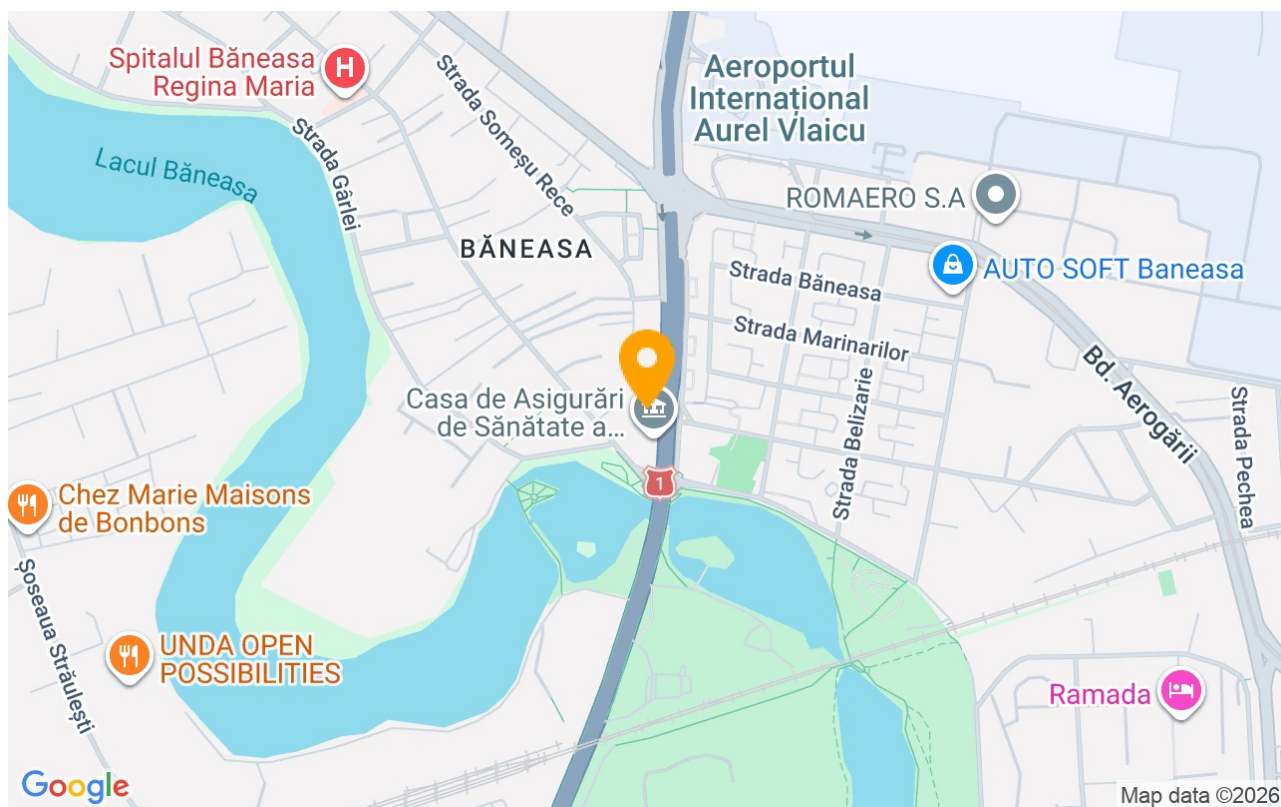 Spitalul Băneasa
Regina Maria
H
Strada Someșu Rece
Aeroportul
Internațional
Aurel Vlaicu
Strada Gârlei
Lacul Băneasa
ROMAERO S.A
BĂNEASA
AUTO SOFT Baneasa
Strada Băneasa
Strada Marinarilor
Bd. Aerogării
Strada Belizarie
Strada Pechea
Casa de Asigurări
de Sănătate a...
1
Chez Marie Maisons
de Bonbons
Șoseaua Străulești
UNDA OPEN
POSSIBILITIES
Ramada
Google
Map data ©2026